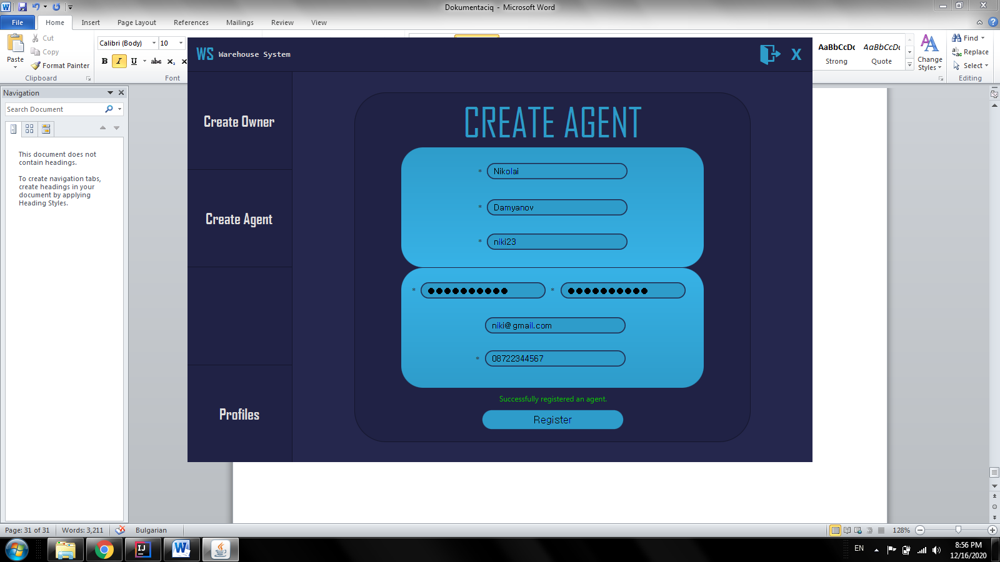 Dokumentaciq - Microsoft Word
File Home Insert Page Layout References Mailings Review View
Paste
Cut
Copy
Format Painter
Clipboard
Calibri (Body) 10
B I U abc x₂ x
Font
AaBbCcDc AaBbCcDc
Strong Quote
Change
Styles
Find
Replace
Select
Editing
Navigation
Search Document
This document does not
contain headings.
To create navigation tabs,
create headings in your
document by applying
Heading Styles.
WS Warehouse System
X
Create Owner
Create Agent
Profiles
CREATE AGENT
* Nikolai
* Damyanov
* niki23
* ●●●●●●●●●● * ●●●●●●●●●●
niki@gmail.com
* 08722344567
Successfully registered an agent.
Register
Page: 31 of 31 Words: 3,211 Bulgarian
128%
EN
8:56 PM
12/16/2020